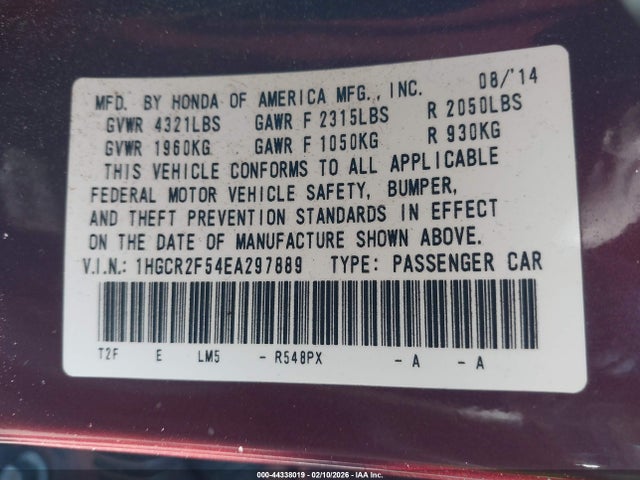 MFD. BY HONDA OF AMERICA MFG., INC. 08/'14
GVWR 4321LBS GAWR F 2315LBS R 2050LBS
GVWR 1960KG GAWR F 1050KG R 930KG
THIS VEHICLE CONFORMS TO ALL APPLICABLE
FEDERAL MOTOR VEHICLE SAFETY, BUMPER,
AND THEFT PREVENTION STANDARDS IN EFFECT
ON THE DATE OF MANUFACTURE SHOWN ABOVE.
V.I.N.: 1HGCR2F54EA297889 TYPE: PASSENGER CAR
T2F E LM5 - R548PX - A - A
000-44338019 - 02/10/2026 - IAA Inc.